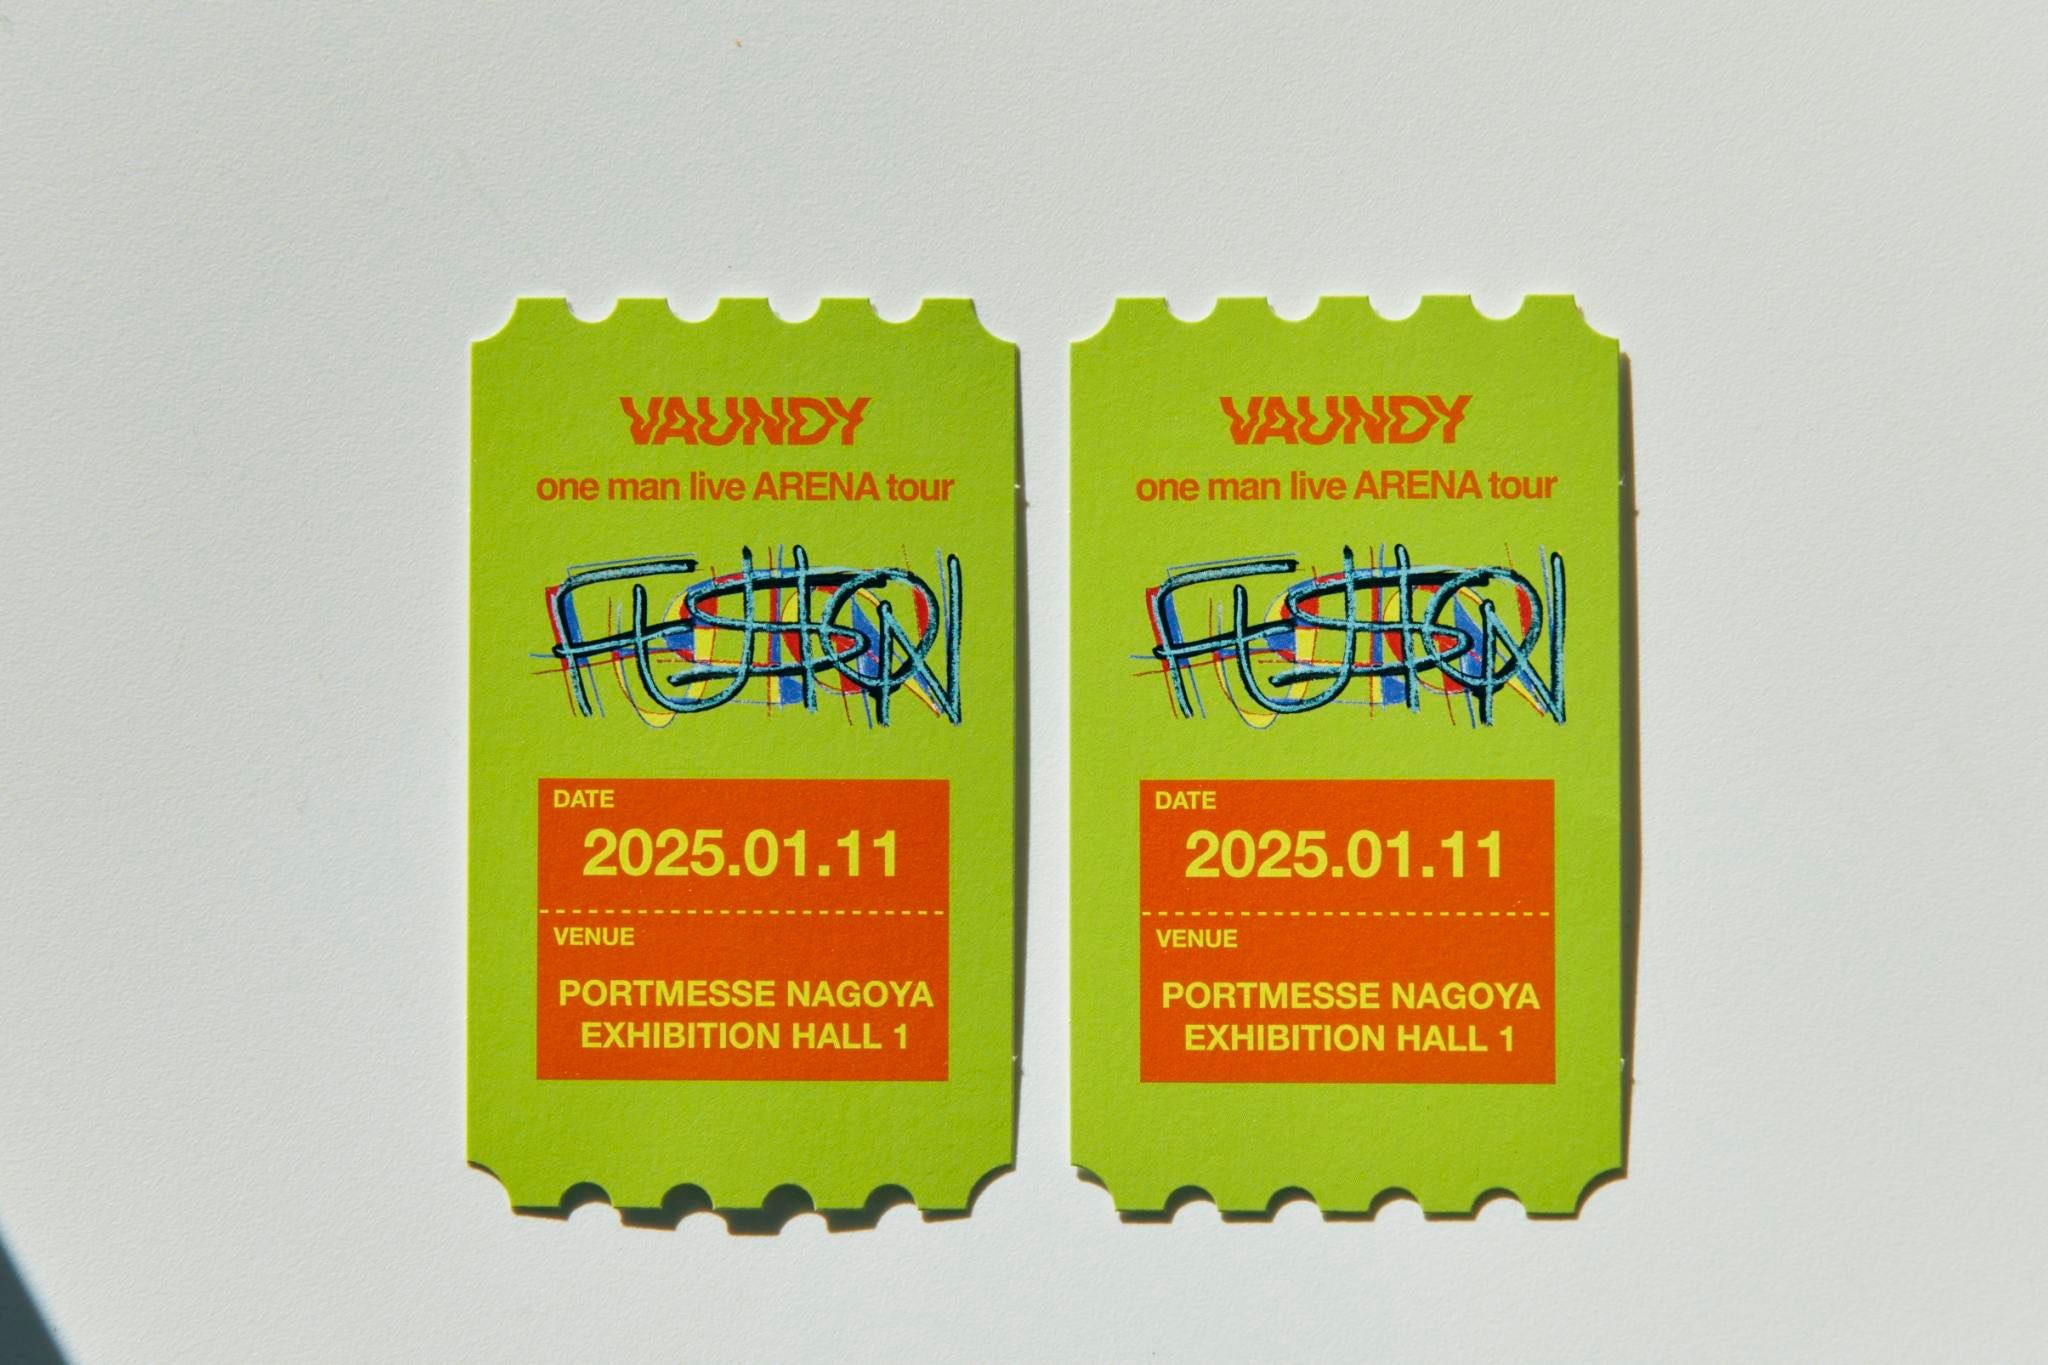 VAUNDY
one man live ARENA tour
FUSION
DATE
2025.01.11
VENUE
PORTMESSE NAGOYA
EXHIBITION HALL 1
VAUNDY
one man live ARENA tour
FUSION
DATE
2025.01.11
VENUE
PORTMESSE NAGOYA
EXHIBITION HALL 1